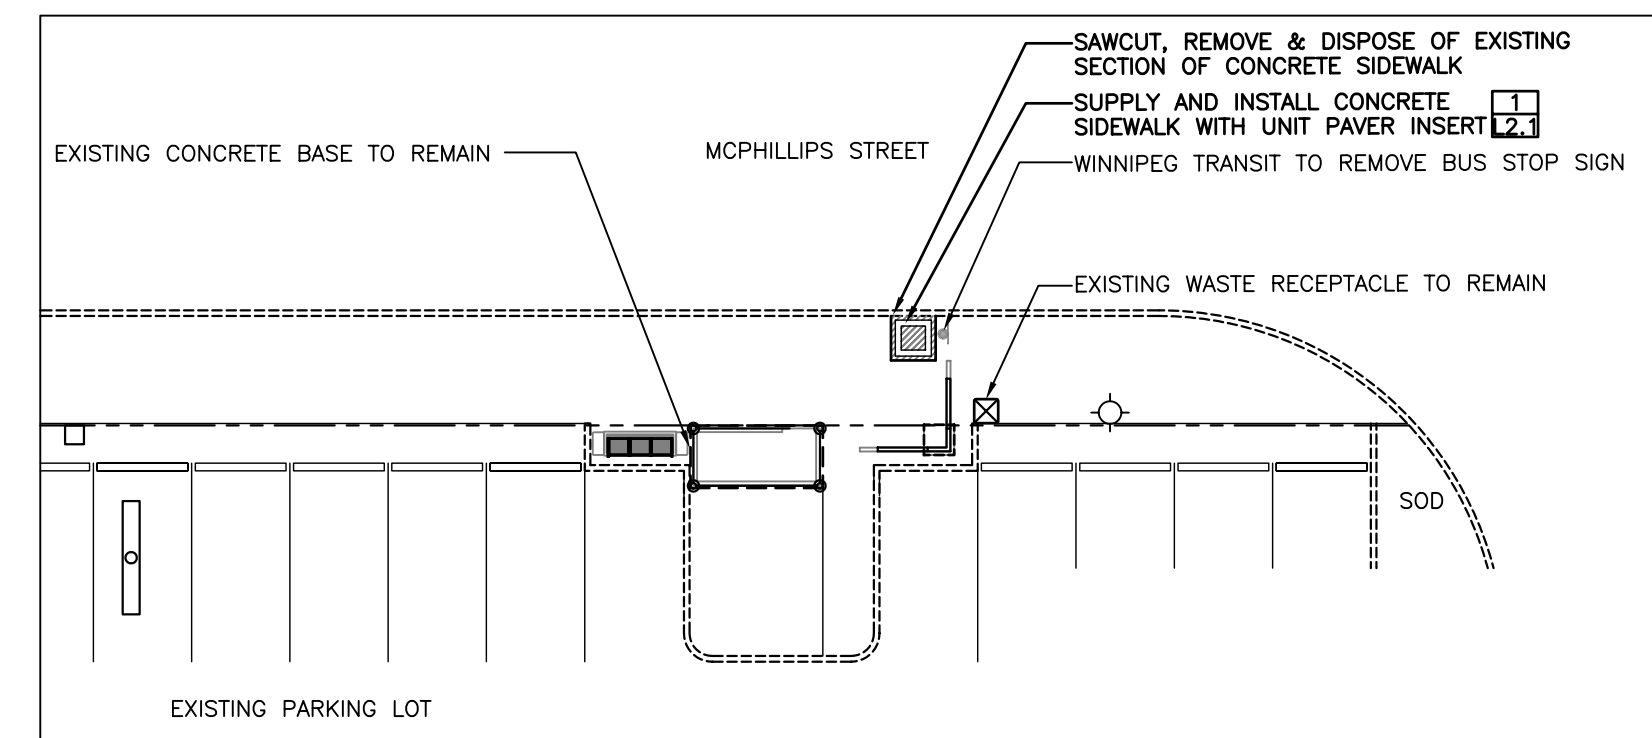 SAWCUT, REMOVE & DISPOSE OF EXISTING
SECTION OF CONCRETE SIDEWALK
SUPPLY AND INSTALL CONCRETE
SIDEWALK WITH UNIT PAVER INSERT
1
L2.1
EXISTING CONCRETE BASE TO REMAIN
MCPHILLIPS STREET
WINNIPEG TRANSIT TO REMOVE BUS STOP SIGN
EXISTING WASTE RECEPTACLE TO REMAIN
SOD
EXISTING PARKING LOT